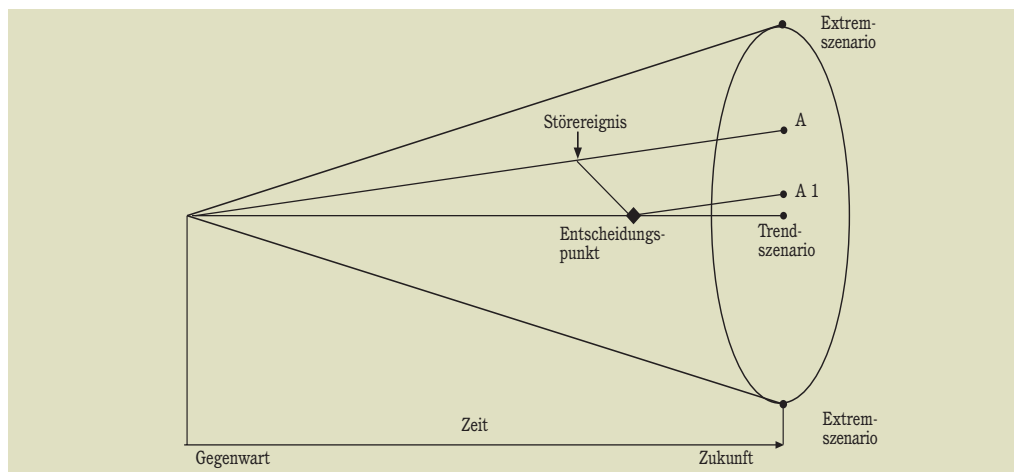 Extrem-
szenario
A
Störereignis
A 1
Entscheidungs-
punkt
Trend-
szenario
Zeit
Extrem-
szenario
Gegenwart
Zukunft